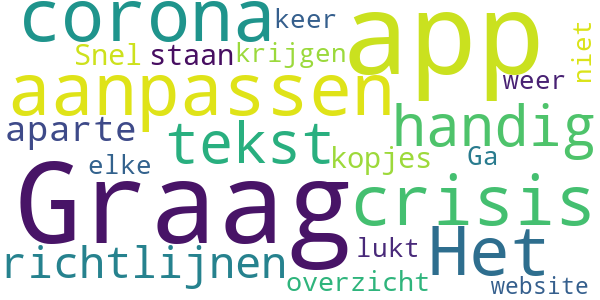 corona keer app
Snel staan krijgen niet
aanpassen weer
aparte tekst handig
elke kopjes Ga
Graag crisis
richtlijnen lukt Het
overzicht website